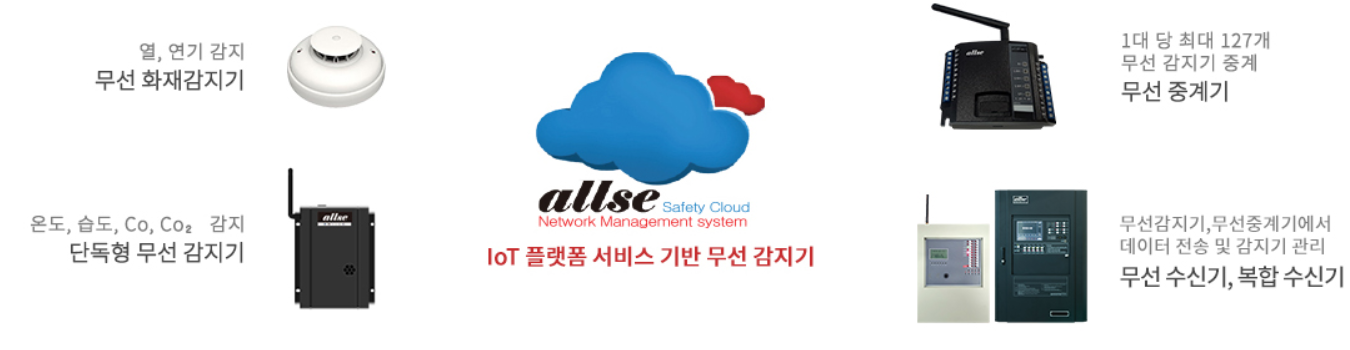 열, 연기 감지
무선 화재감지기
온도, 습도, Co, Co₂ 감지
단독형 무선 감지기
allse
allse Safety Cloud
Network Management system
IoT 플랫폼 서비스 기반 무선 감지기
allse
1대 당 최대 127개
무선 감지기 중계
무선 중계기
무선감지기,무선중계기에서
데이터 전송 및 감지기 관리
무선 수신기, 복합 수신기